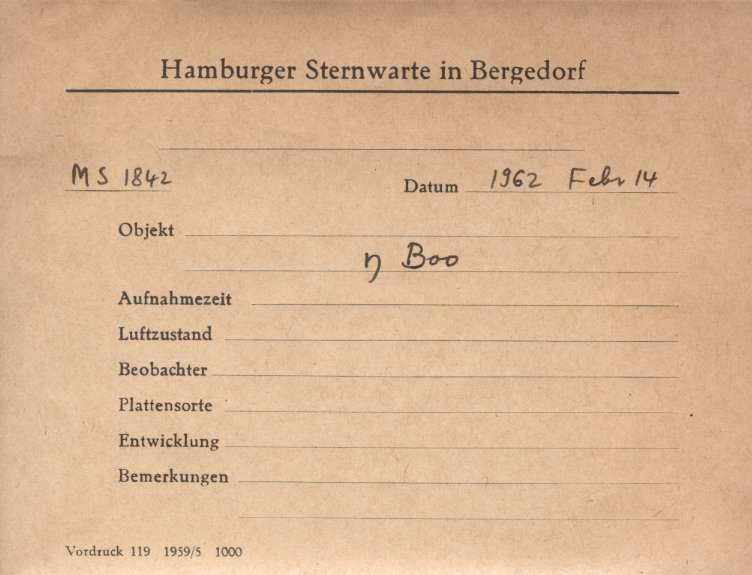 Hamburger Sternwarte in Bergedorf
MS 1842
Datum 1962 Febr 14
Objekt
η Boo
Aufnahmezeit
Luftzustand
Beobachter
Plattensorte
Entwicklung
Bemerkungen
Vordruck 119 1959/5 1000